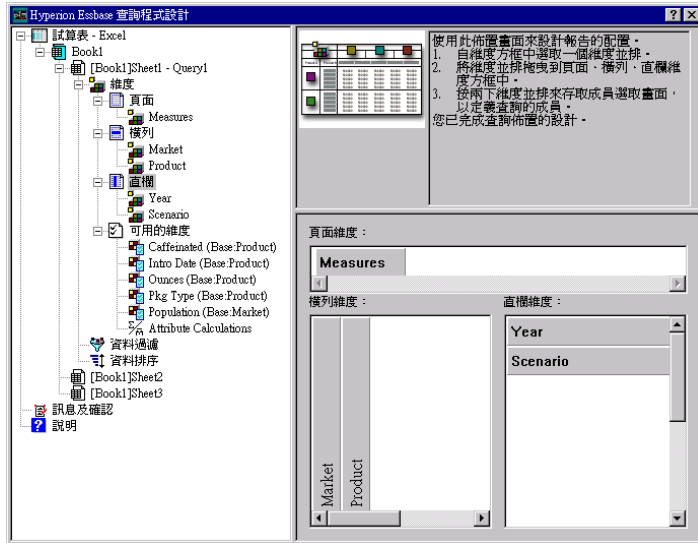 Hyperion Essbase 查詢程式設計
試算表 - Excel
Book1
[Book1]Sheet1 - Query1
維度
頁面
Measures
橫列
Market
Product
直欄
Year
Scenario
可用的維度
Caffeinated (Base:Product)
Intro Date (Base:Product)
Ounces (Base:Product)
Pkg Type (Base:Product)
Population (Base:Market)
Attribute Calculations
資料過濾
資料排序
[Book1]Sheet2
[Book1]Sheet3
訊息及確認
說明
使用此佈置畫面來設計報告的配置。
1. 自維度方框中選取一個維度並排。
2. 將維度並排拖曳到頁面、橫列、直欄維
度方框中。
3. 按兩下維度並排來存取成員選取畫面，
以定義查詢的成員。
您已完成查詢佈置的設計。
頁面維度：
Measures
橫列維度：
Market
Product
直欄維度：
Year
Scenario